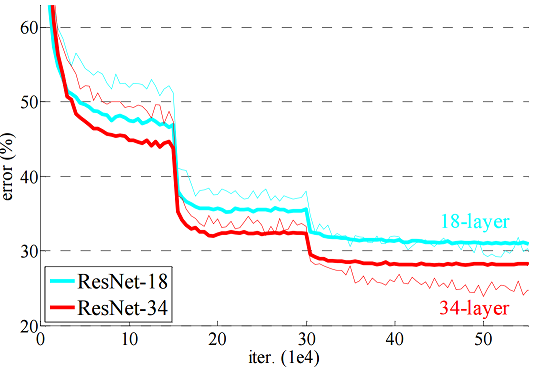 60
50
40
30
20
error (%)
18-layer
34-layer
ResNet-18
ResNet-34
0 10 20 30 40 50
iter. (1e4)